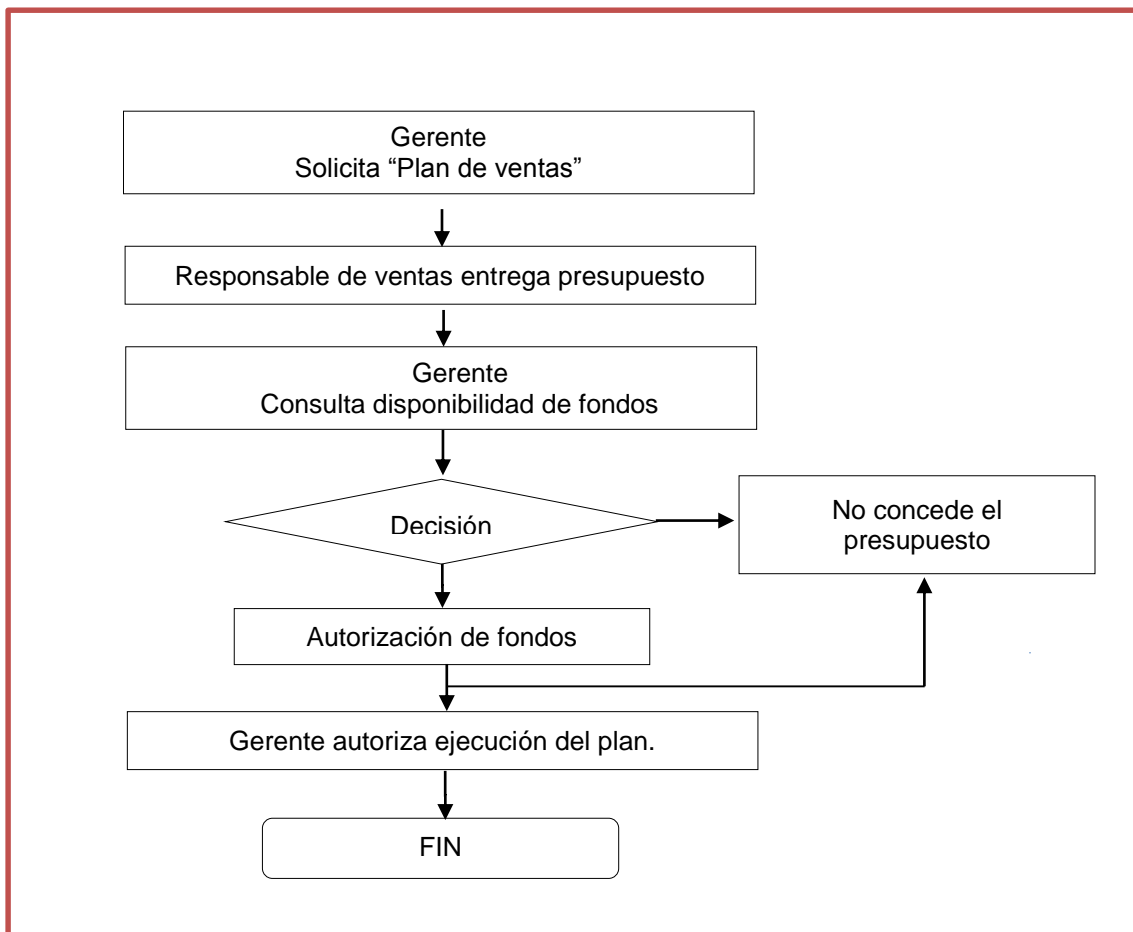 Gerente
Solicita “Plan de ventas”
Responsable de ventas entrega presupuesto
Gerente
Consulta disponibilidad de fondos
Decisión
No concede el
presupuesto
Autorización de fondos
Gerente autoriza ejecución del plan.
FIN